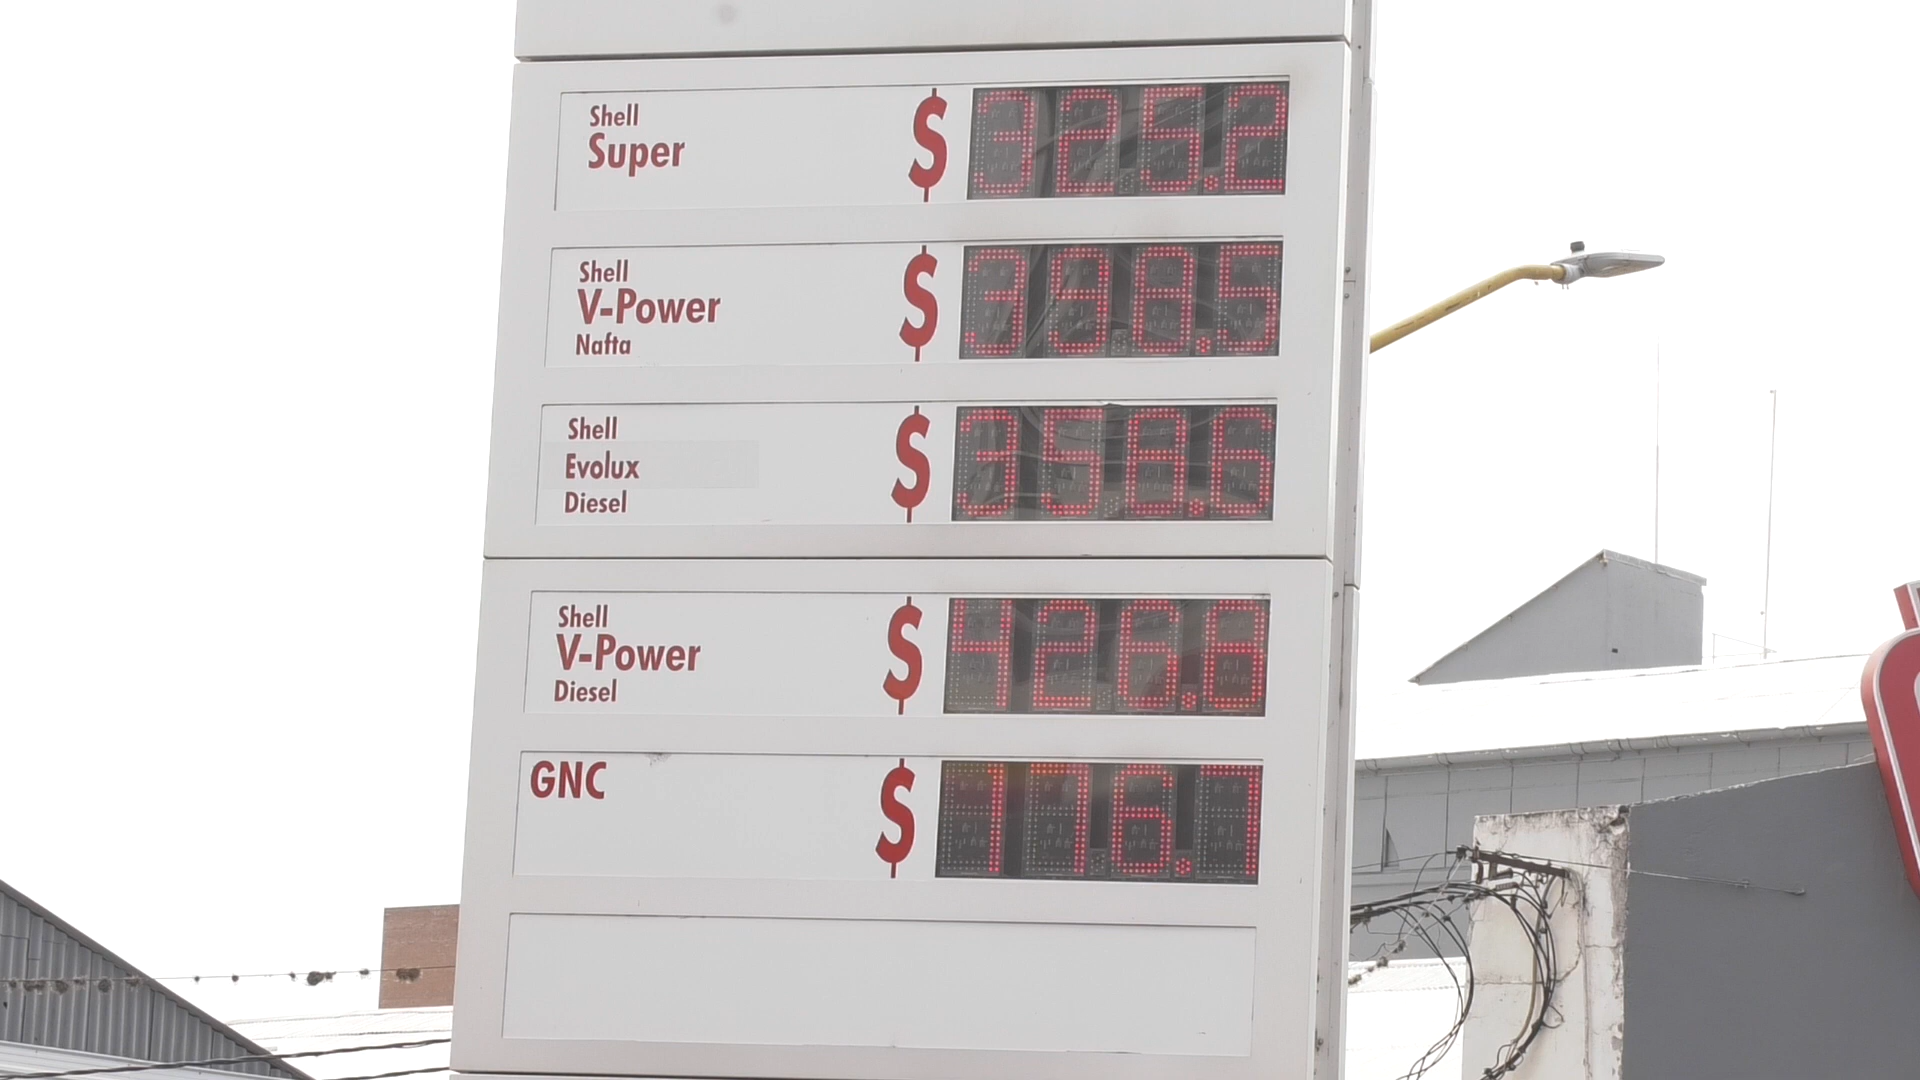 Shell
Super $ 325.2
Shell
V-Power $ 398.5
Nafta
Shell
Evolux $ 358.6
Diesel
Shell
V-Power $ 426.8
Diesel
GNC $ 176.7